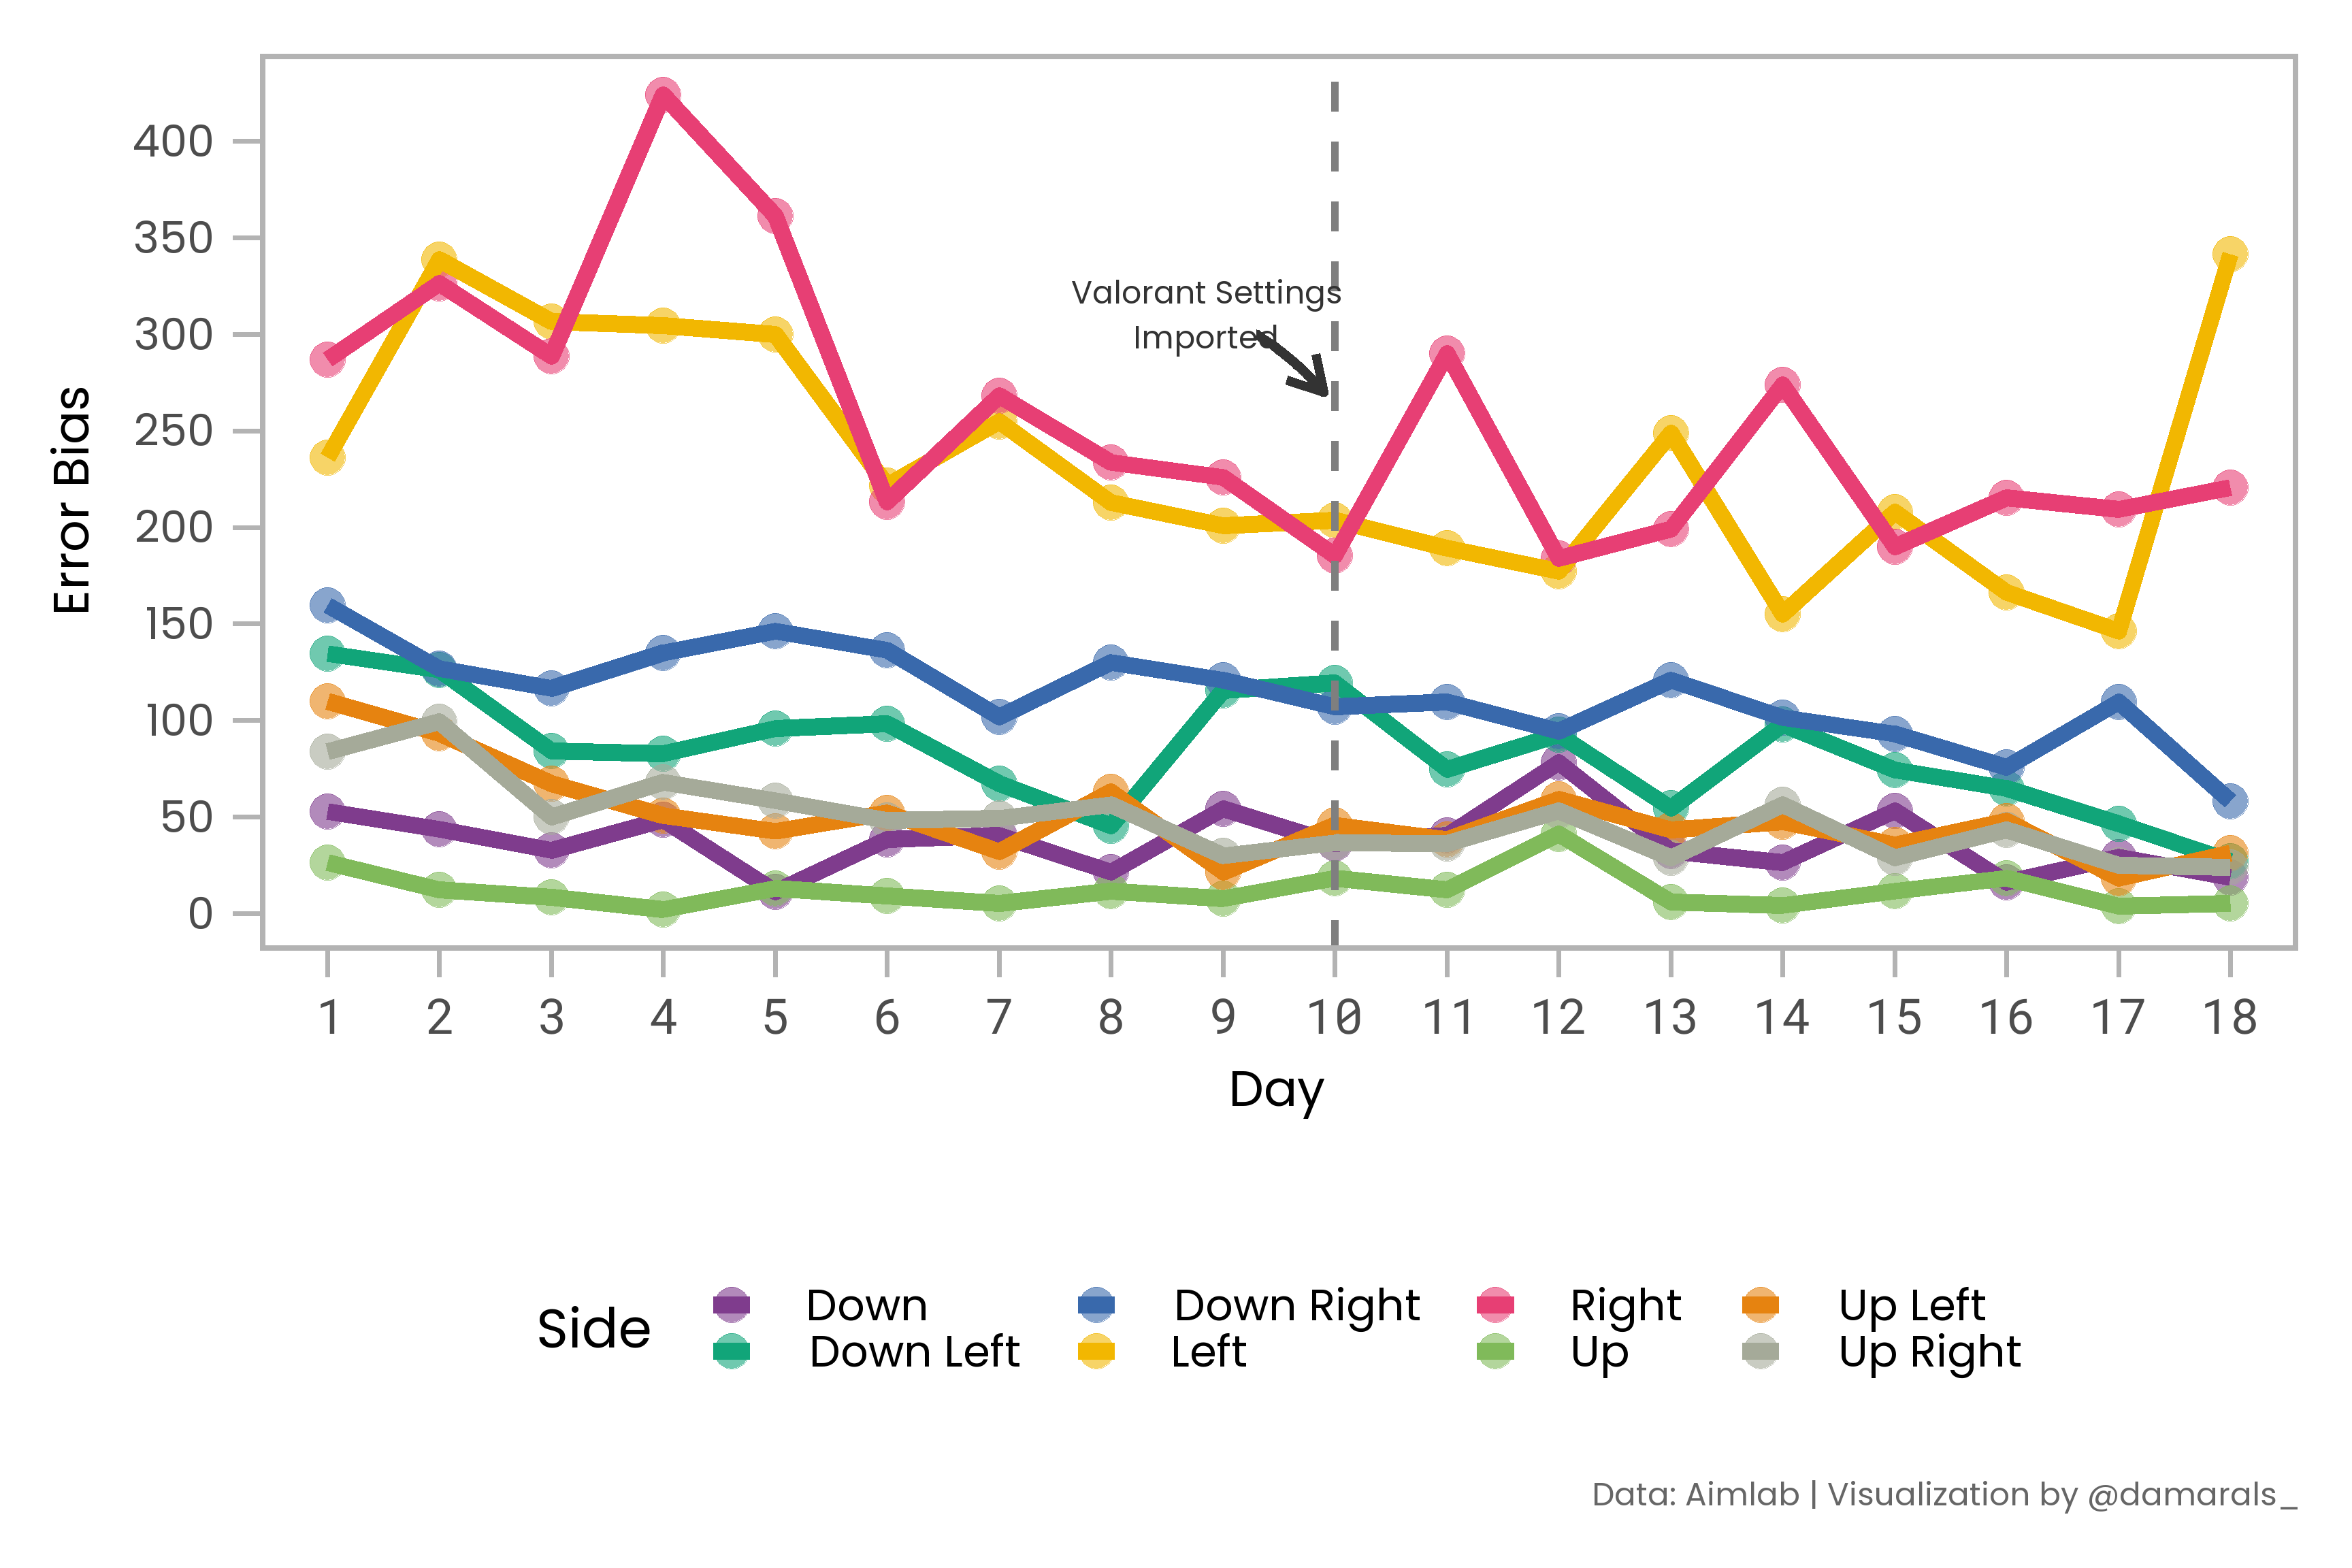 400
350
300
250
200
150
100
50
0
Error Bias
Valorant Settings
Imported
1 2 3 4 5 6 7 8 9 10 11 12 13 14 15 16 17 18
Day
Side
Down Down Right Right Up Left
Down Left Left Up Up Right
Data: Aimlab | Visualization by @damarals_